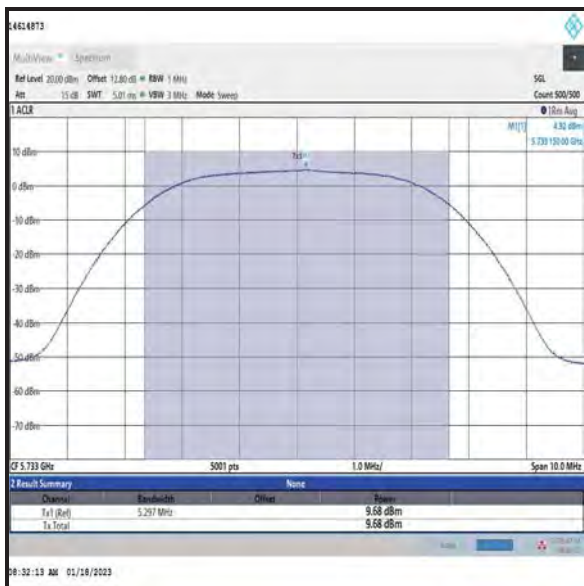 14614873
MultiView Spectrum
Ref Level 20.00 dBm Offset 12.80 dB RBW 1 MHz SGL
Att 15 dB SWT 5.01 ms VBW 3 MHz Mode Sweep Count 500/500
1 ACLR 1Rm Avg
M1[1] 4.92 dBm
5.733 150 00 GHz
10 dBm
Tx1
0 dBm
-10 dBm
-20 dBm
-30 dBm
-40 dBm
-50 dBm
-60 dBm
-70 dBm
CF 5.733 GHz 5001 pts 1.0 MHz/ Span 10.0 MHz
2 Result Summary None
Channel Bandwidth Offset Power
Tx1 (Ref) 5.297 MHz 9.68 dBm
Tx Total 9.68 dBm
08:32:13 AM 01/18/2023